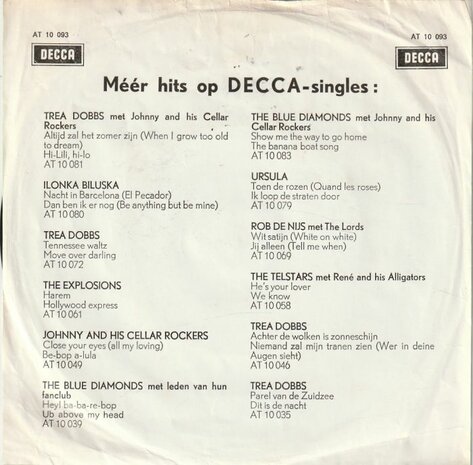 AT 10 093
AT 10 093
DECCA
DECCA
Méér hits op DECCA-singles :
TREA DOBBS met Johnny and his Cellar
Rockers
Altijd zal het zomer zijn (When I grow too old
to dream)
Hi-Lili, hi-lo
AT 10 081
ILONKA BILUSKA
Nacht in Barcelona (El Pecador)
Dan ben ik er nog (Be anything but be mine)
AT 10 080
TREA DOBBS
Tennessee waltz
Move over darling
AT 10 072
THE EXPLOSIONS
Harem
Hollywood express
AT 10 061
JOHNNY AND HIS CELLAR ROCKERS
Close your eyes (all my loving)
Be-bop a-lula
AT 10 049
THE BLUE DIAMONDS met leden van hun
fanclub
Hey! ba-ba-re-bop
Ub above my head
AT 10 039
THE BLUE DIAMONDS met Johnny and his
Cellar Rockers
Show me the way to go home
The banana boat song
AT 10 083
URSULA
Toen de rozen (Quand les roses)
Ik loop de straten door
AT 10 079
ROB DE NIJS met The Lords
Wit satijn (White on white)
Jij alleen (Tell me when)
AT 10 069
THE TELSTARS met René and his Alligators
He's your lover
We know
AT 10 058
TREA DOBBS
Achter de wolken is zonneschijn
Niemand zal mijn tranen zien (Wer in deine
Augen sieht)
AT 10 046
TREA DOBBS
Parel van de Zuidzee
Dit is de nacht
AT 10 035